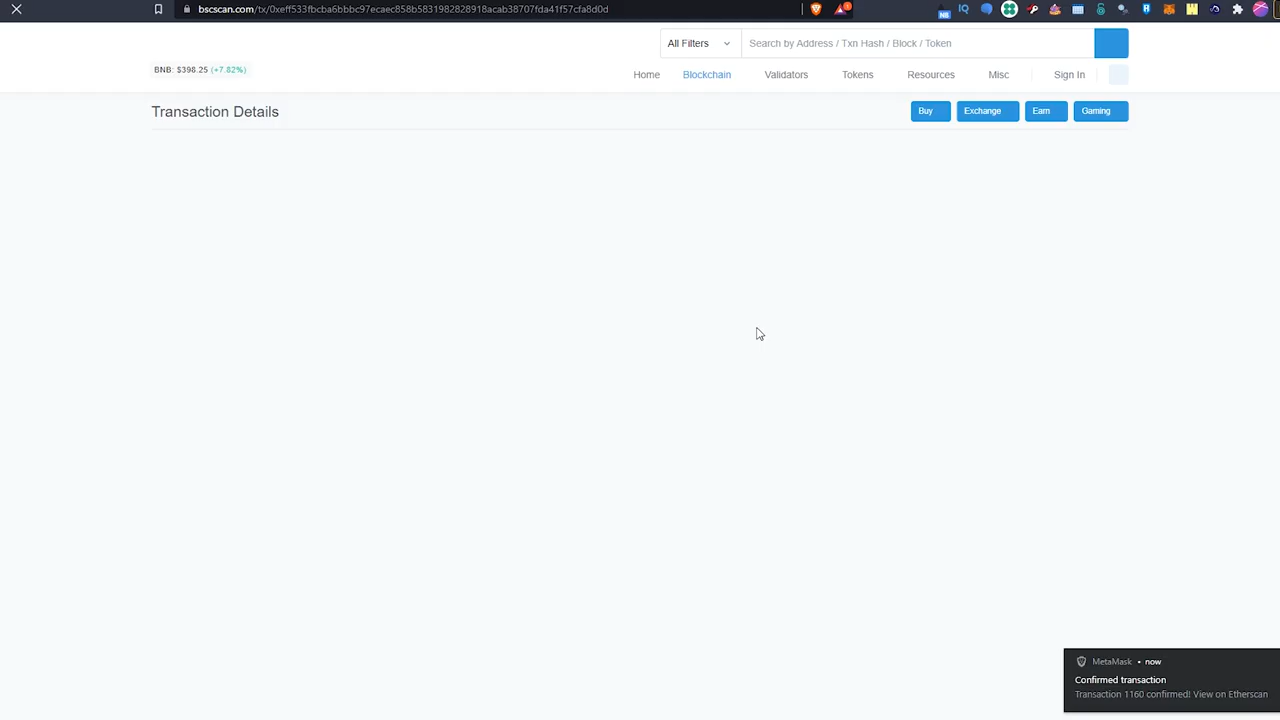 bscscan.com/tx/0xeff533fbcba6bbbc97ecaec858b5831982828918acab38707fda41f57cfa8d0d
All Filters
Search by Address / Txn Hash / Block / Token
BNB: $398.25 (+7.82%)
Home
Blockchain
Validators
Tokens
Resources
Misc
Sign In
Transaction Details
Buy
Exchange
Earn
Gaming
MetaMask • now
Confirmed transaction
Transaction 1160 confirmed! View on Etherscan